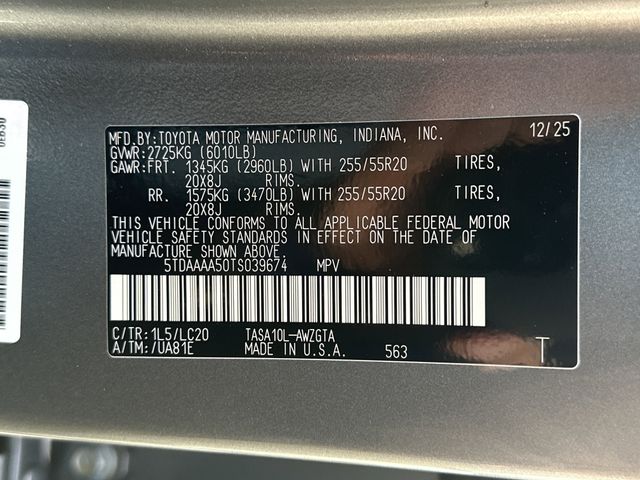 MFD.BY:TOYOTA MOTOR MANUFACTURING, INDIANA, INC. 12/25
GVWR:2725KG (6010LB)
GAWR:FRT. 1345KG (2960LB) WITH 255/55R20 TIRES,
20X8J RIMS.
RR. 1575KG (3470LB) WITH 255/55R20 TIRES,
20X8J RIMS.
THIS VEHICLE CONFORMS TO ALL APPLICABLE FEDERAL MOTOR
VEHICLE SAFETY STANDARDS IN EFFECT ON THE DATE OF
MANUFACTURE SHOWN ABOVE.
5TDAAAA50TS039674 MPV
C/TR:1L5/LC20 TASA10L-AWZGTA
A/TM:/UA81E MADE IN U.S.A. 563 T